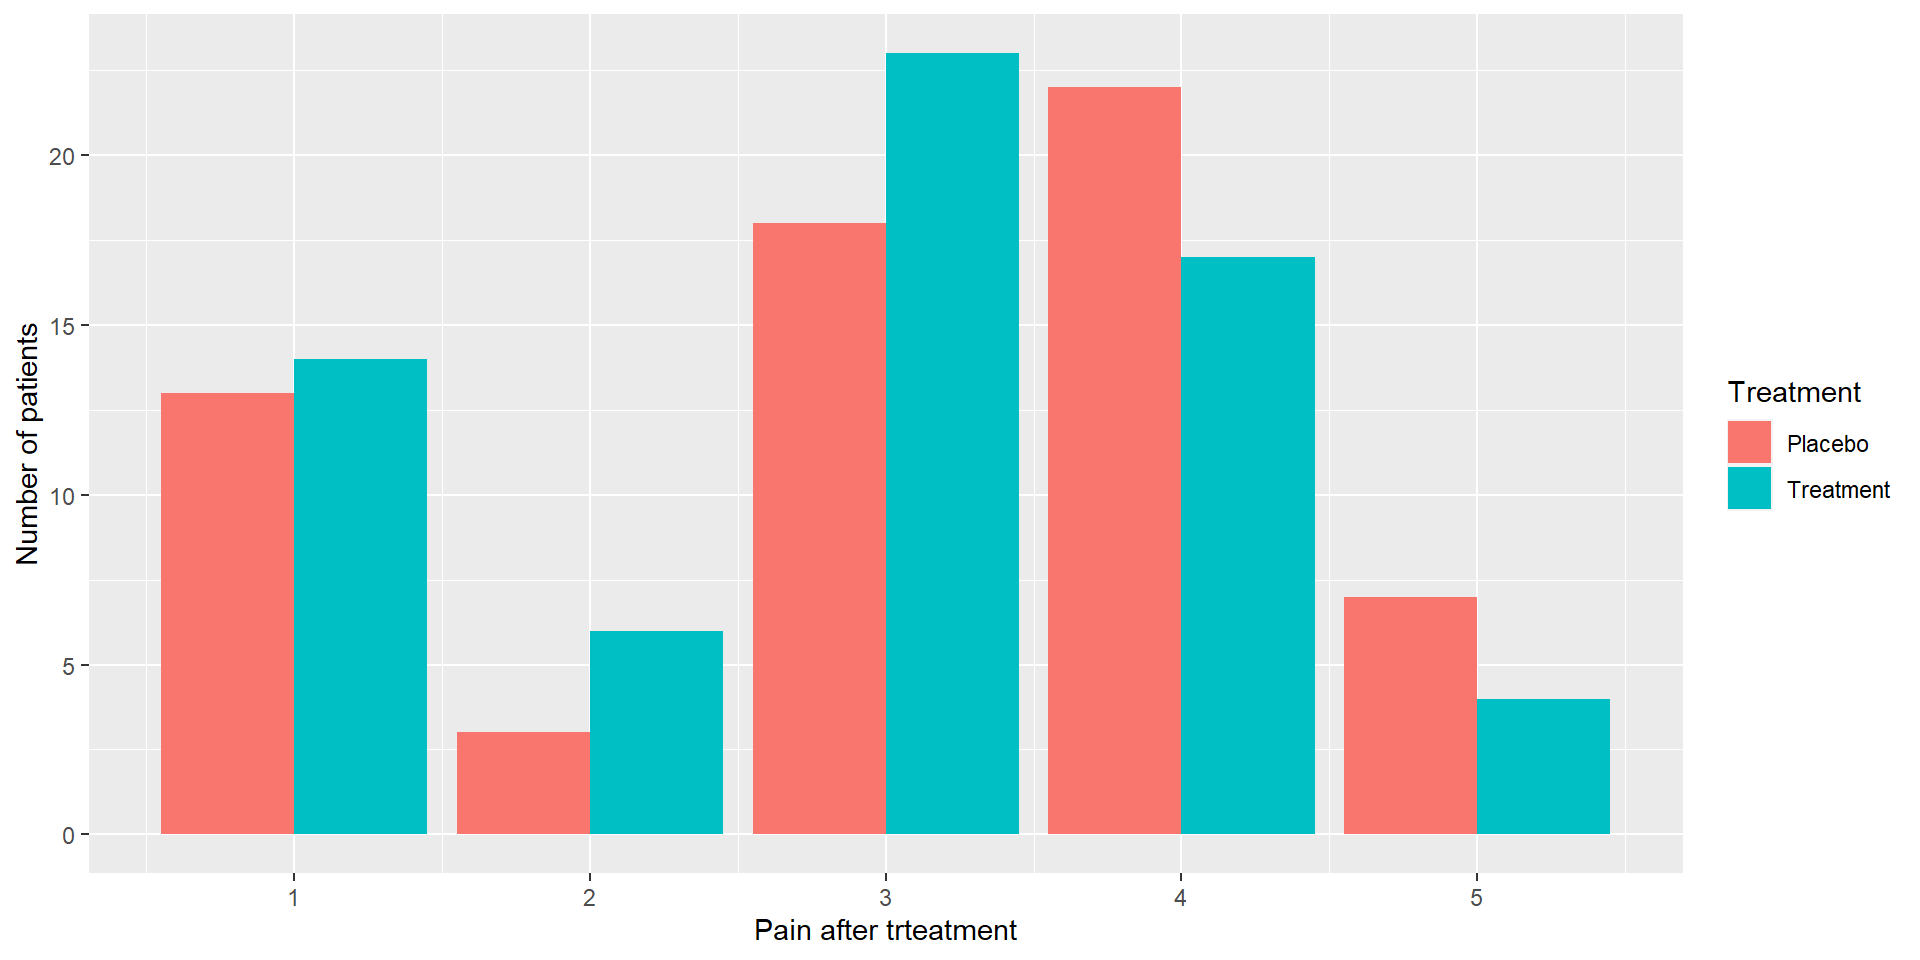 Number of patients
20
15
10
5
0
1 2 3 4 5
Pain after trteatment
Treatment
Placebo
Treatment